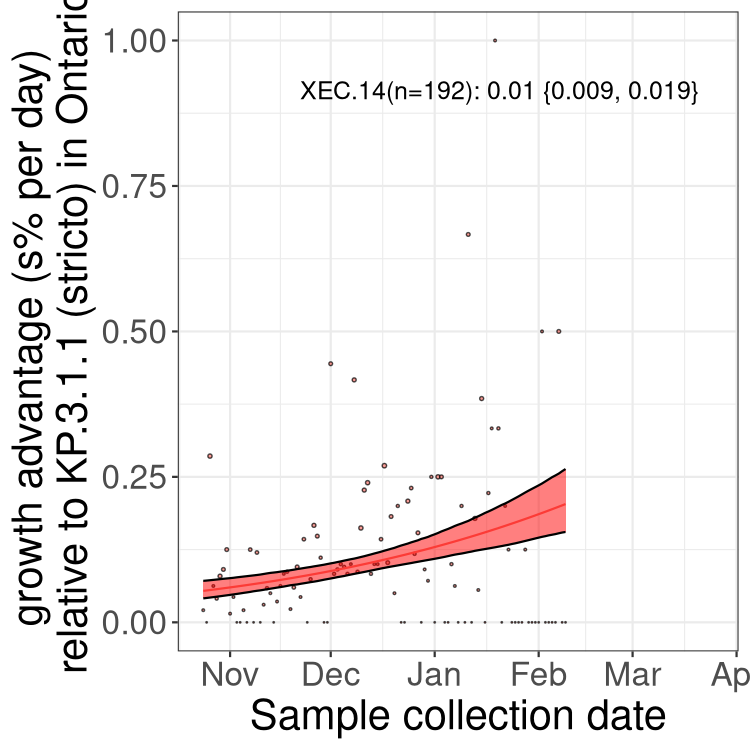 growth advantage (s% per day)
relative to KP.3.1.1 (stricto) in Ontario
1.00
XEC.14(n=192): 0.01 {0.009, 0.019}
0.75
0.50
0.25
0.00
Nov Dec Jan Feb Mar Ap
Sample collection date